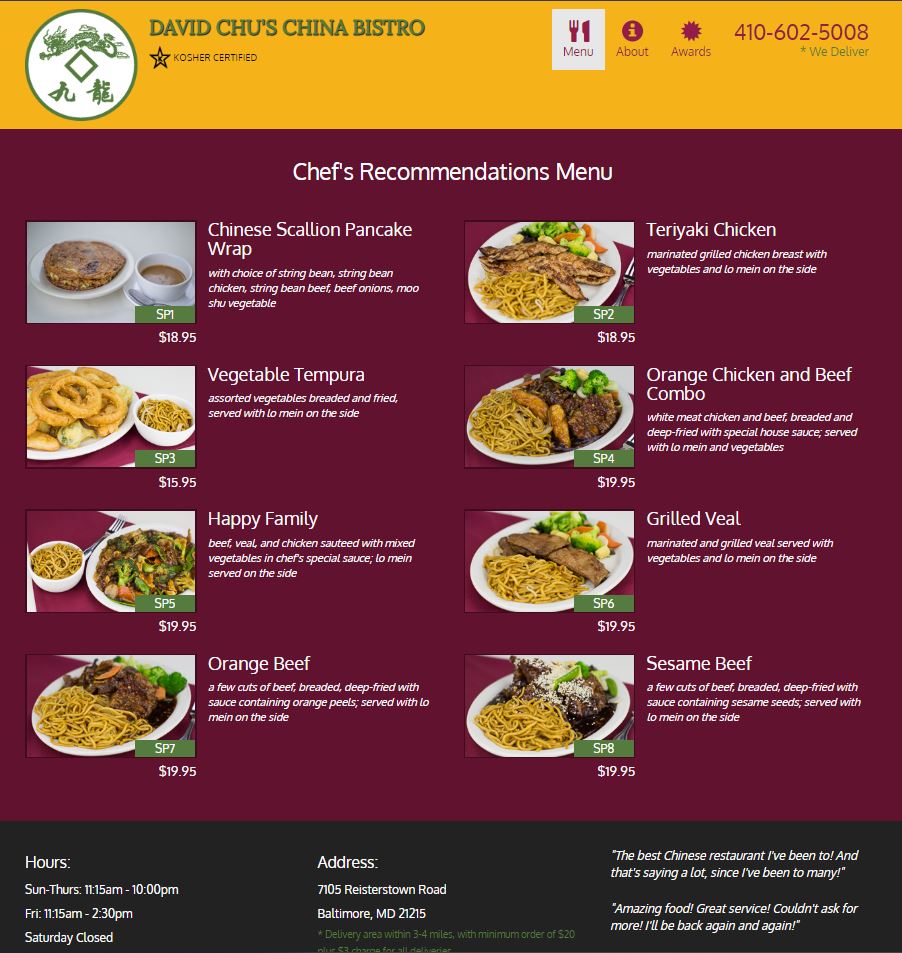 DAVID CHU'S CHINA BISTRO
KOSHER CERTIFIED
九 龍
Menu
About
Awards
410-602-5008
* We Deliver
Chef's Recommendations Menu
SP1
$18.95
Chinese Scallion Pancake
Wrap
with choice of string bean, string bean
chicken, string bean beef, beef onions, moo
shu vegetable
SP2
$18.95
Teriyaki Chicken
marinated grilled chicken breast with
vegetables and lo mein on the side
SP3
$15.95
Vegetable Tempura
assorted vegetables breaded and fried,
served with lo mein on the side
SP4
$19.95
Orange Chicken and Beef
Combo
white meat chicken and beef, breaded and
deep-fried with special house sauce; served
with lo mein and vegetables
SP5
$19.95
Happy Family
beef, veal, and chicken sauteed with mixed
vegetables in chef's special sauce; lo mein
served on the side
SP6
$19.95
Grilled Veal
marinated and grilled veal served with
vegetables and lo mein on the side
SP7
$19.95
Orange Beef
a few cuts of beef, breaded, deep-fried with
sauce containing orange peels; served with lo
mein on the side
SP8
$19.95
Sesame Beef
a few cuts of beef, breaded, deep-fried with
sauce containing sesame seeds; served with
lo mein on the side
Hours:
Sun-Thurs: 11:15am - 10:00pm
Fri: 11:15am - 2:30pm
Saturday Closed
Address:
7105 Reisterstown Road
Baltimore, MD 21215
* Delivery area within 3-4 miles, with minimum order of $20
plus $3 charge for all deliveries.
"The best Chinese restaurant I've been to! And
that's saying a lot, since I've been to many!"
"Amazing food! Great service! Couldn't ask for
more! I'll be back again and again!"